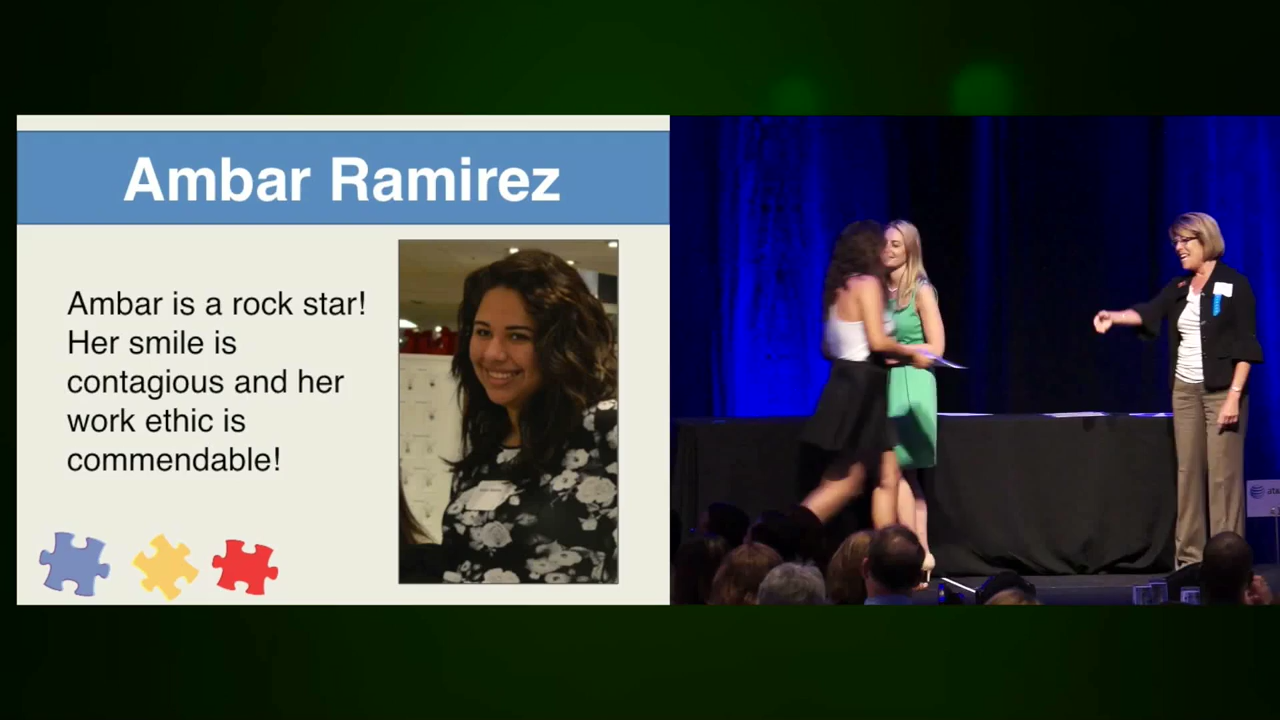 Ambar Ramirez
Ambar is a rock star!
Her smile is
contagious and her
work ethic is
commendable!